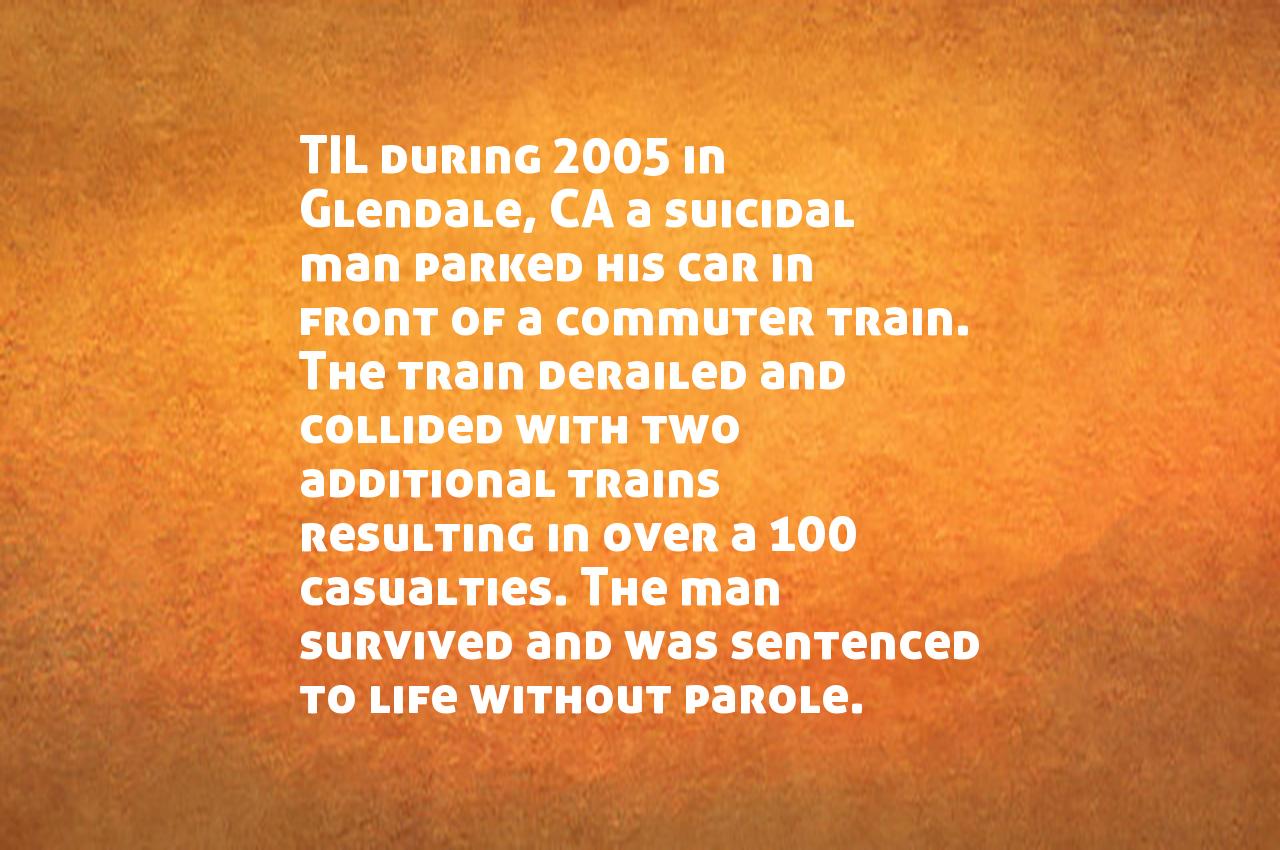 TIL during 2005 in
Glendale, CA a suicidal
man parked his car in
front of a commuter train.
The train derailed and
collided with two
additional trains
resulting in over a 100
casualties. The man
survived and was sentenced
to life without parole.